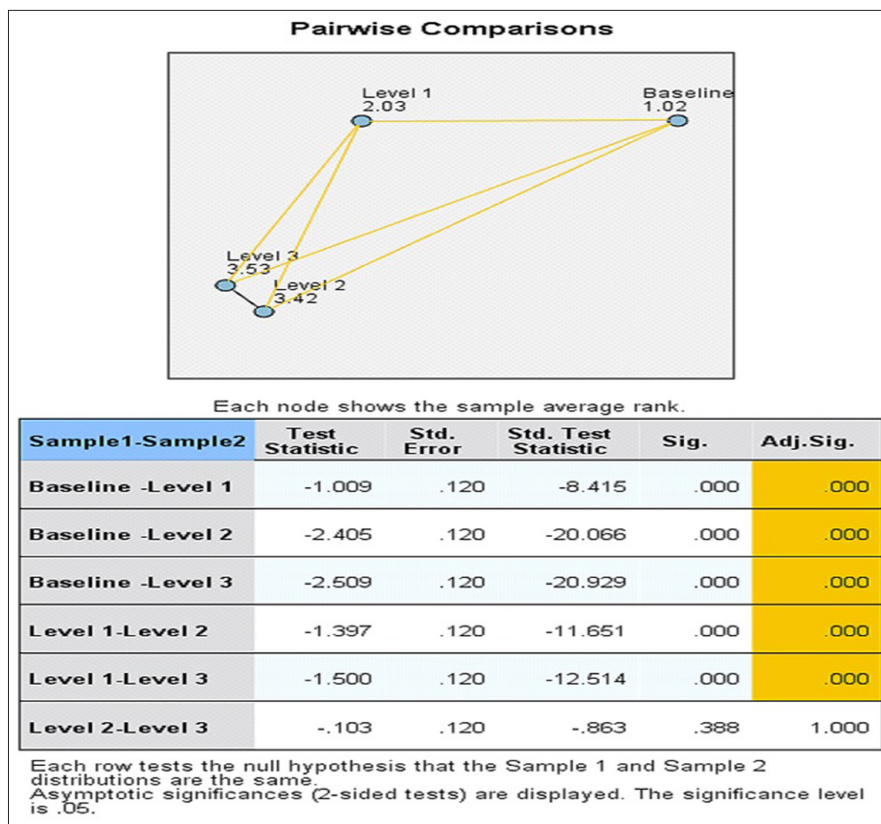 Pairwise Comparisons
Level 1
2.03
Baseline
1.02
Level 3
3.53
Level 2
3.42
Each node shows the sample average rank.
Sample1-Sample2 Test Statistic Std. Error Std. Test Statistic Sig. Adj.Sig.
Baseline -Level 1 -1.009 .120 -8.415 .000 .000
Baseline -Level 2 -2.405 .120 -20.066 .000 .000
Baseline -Level 3 -2.509 .120 -20.929 .000 .000
Level 1-Level 2 -1.397 .120 -11.651 .000 .000
Level 1-Level 3 -1.500 .120 -12.514 .000 .000
Level 2-Level 3 -.103 .120 -.863 .388 1.000
Each row tests the null hypothesis that the Sample 1 and Sample 2
distributions are the same.
Asymptotic significances (2-sided tests) are displayed. The significance level
is .05.